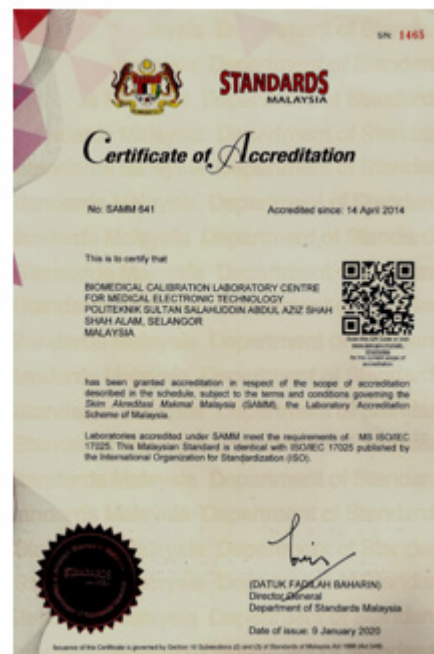 S/N: 1465
STANDARDS
MALAYSIA
Certificate of Accreditation
No: SAMM 641
Accredited since: 14 April 2014
This is to certify that
BIOMEDICAL CALIBRATION LABORATORY CENTRE
FOR MEDICAL ELECTRONIC TECHNOLOGY
POLITEKNIK SULTAN SALAHUDDIN ABDUL AZIZ SHAH
SHAH ALAM, SELANGOR
MALAYSIA
has been granted accreditation in respect of the scope of accreditation
described in the schedule, subject to the terms and conditions governing the
Skim Akreditasi Makmal Malaysia (SAMM), the Laboratory Accreditation
Scheme of Malaysia.
Laboratories accredited under SAMM meet the requirements of MS ISO/IEC
17025. This Malaysian Standard is identical with ISO/IEC 17025 published by
the International Organization for Standardization (ISO).
STANDARDS
(DATUK FADILAH BAHARIN)
Director General
Department of Standards Malaysia
Date of issue: 9 January 2020